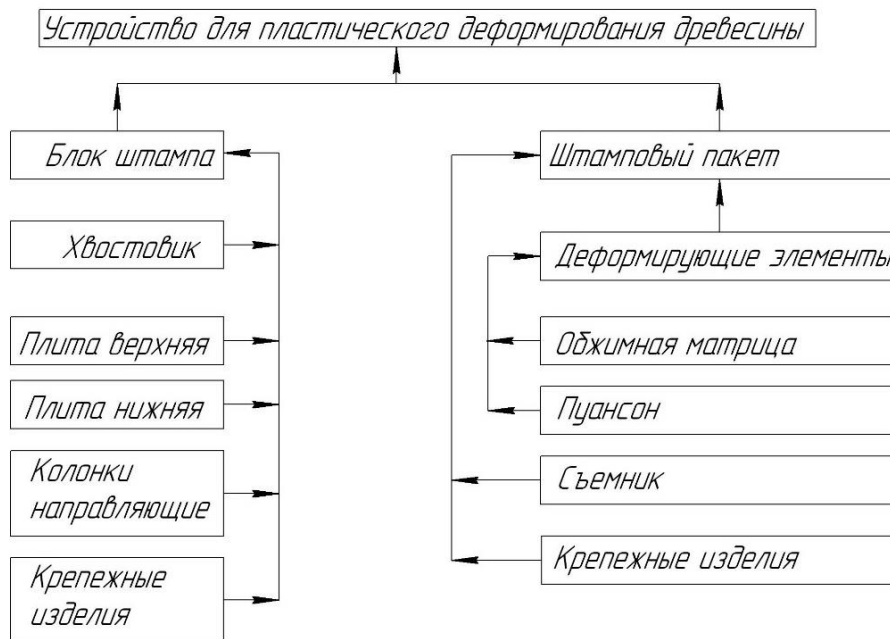 Устройство для пластического деформирования древесины
Блок штампа
Хвостовик
Плита верхняя
Плита нижняя
Колонки
направляющие
Крепежные
изделия
Штамповый пакет
Деформирующие элементы
Обжимная матрица
Пуансон
Съемник
Крепежные изделия